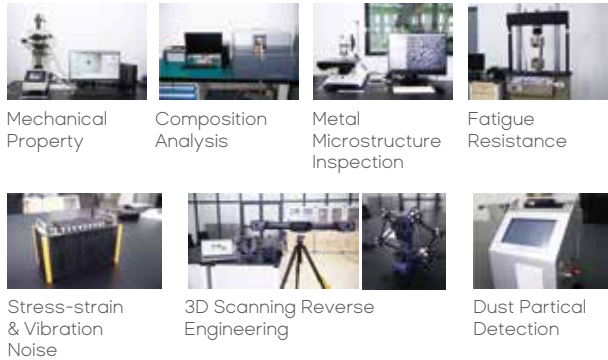 Mechanical
Property
Composition
Analysis
Metal
Microstructure
Inspection
Fatigue
Resistance
Stress-strain
& Vibration
Noise
3D Scanning Reverse
Engineering
Dust Partical
Detection